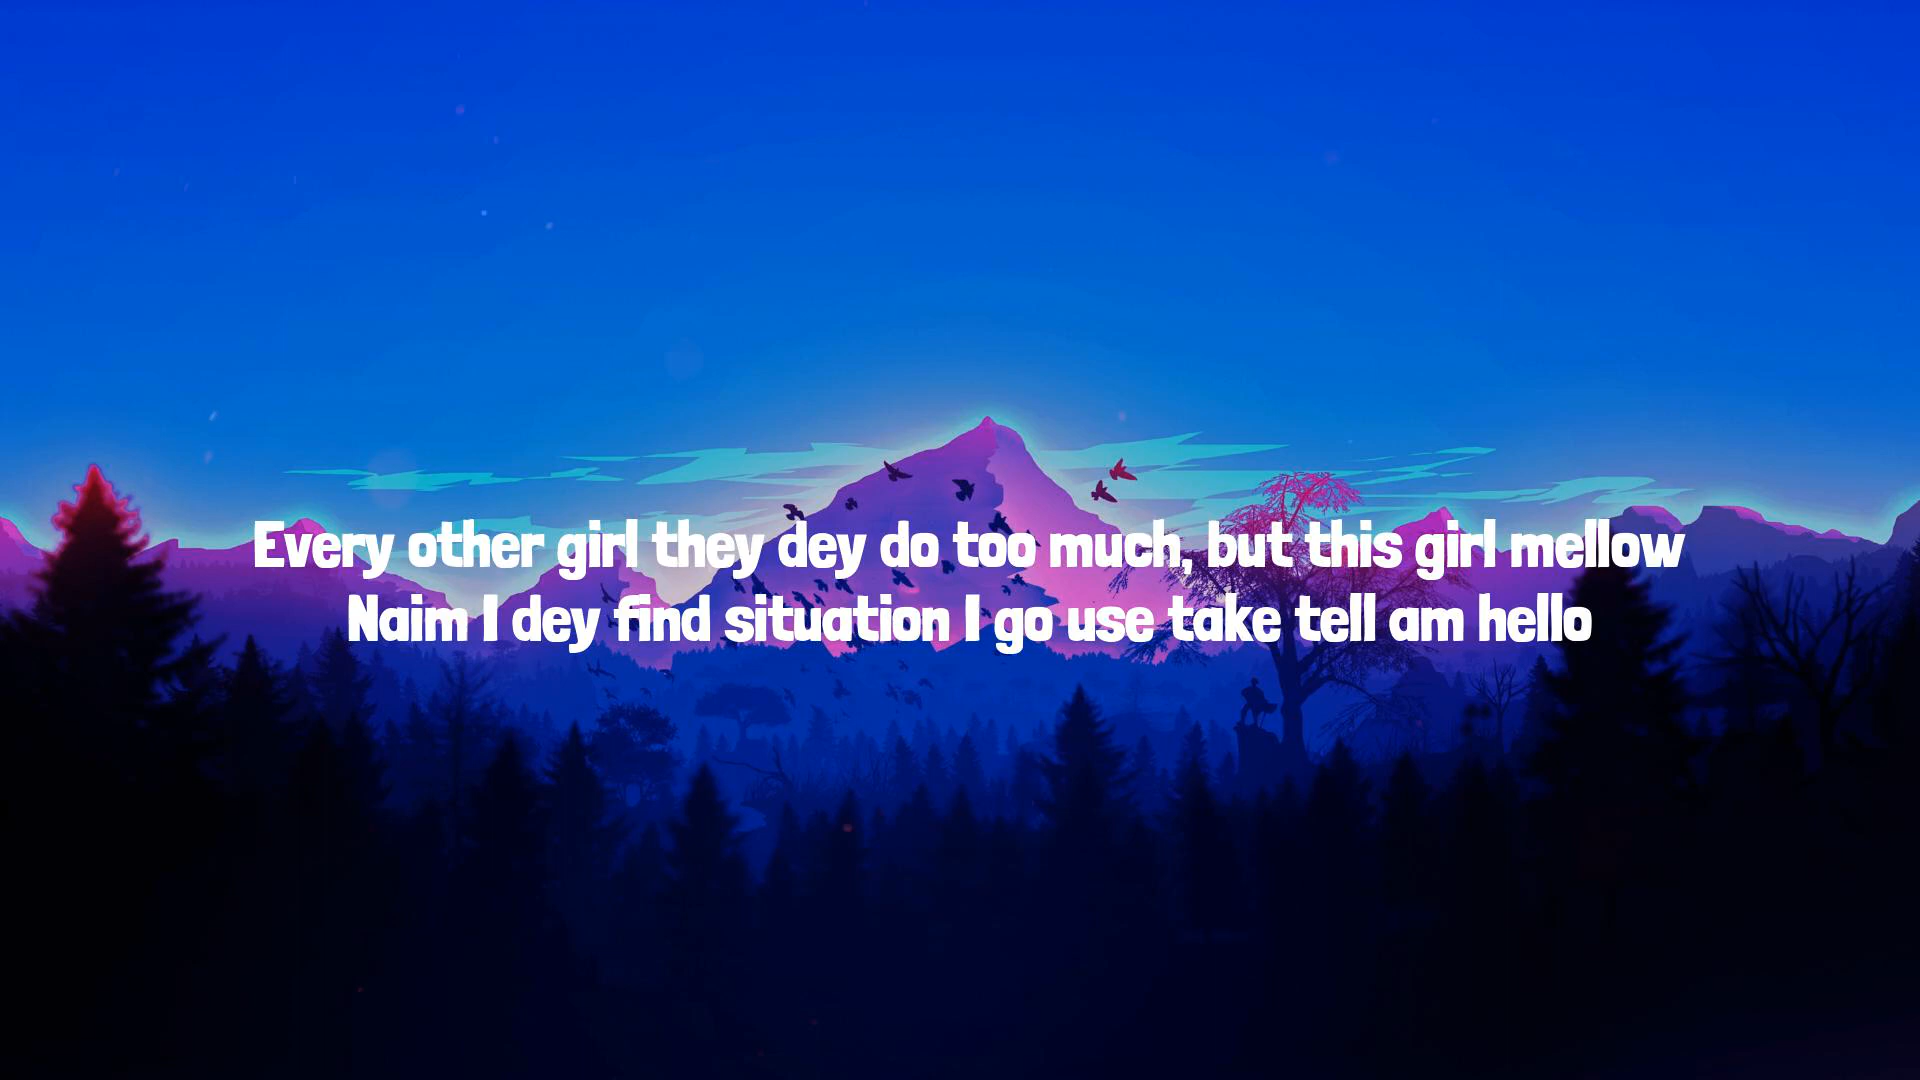 Every other girl they dey do too much, but this girl mellow
Naim I dey find situation I go use take tell am hello